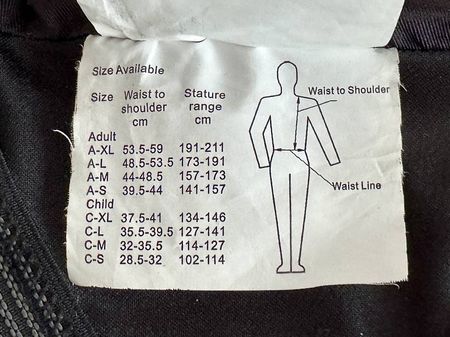 Size Available
Size Waist to shoulder cm Stature range cm
Adult
A-XL 53.5-59 191-211
A-L 48.5-53.5 173-191
A-M 44-48.5 157-173
A-S 39.5-44 141-157
Child
C-XL 37.5-41 134-146
C-L 35.5-39.5 127-141
C-M 32-35.5 114-127
C-S 28.5-32 102-114
Waist to Shoulder
Waist Line